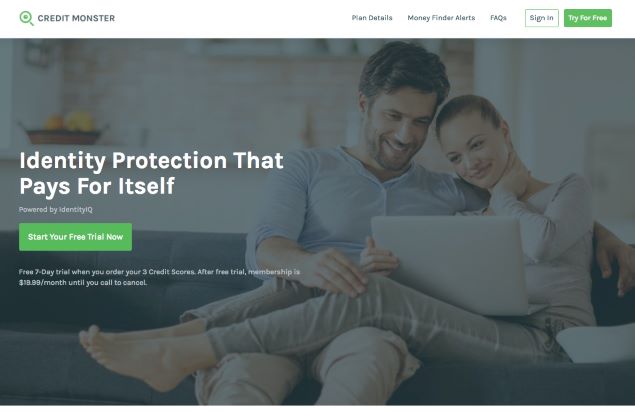 CREDIT MONSTER
Plan Details
Money Finder Alerts
FAQs
Sign In
Try For Free
Identity Protection That
Pays For Itself
Powered by IdentityIQ
Start Your Free Trial Now
Free 7-Day trial when you order your 3 Credit Scores. After free trial, membership is
$19.99/month until you call to cancel.